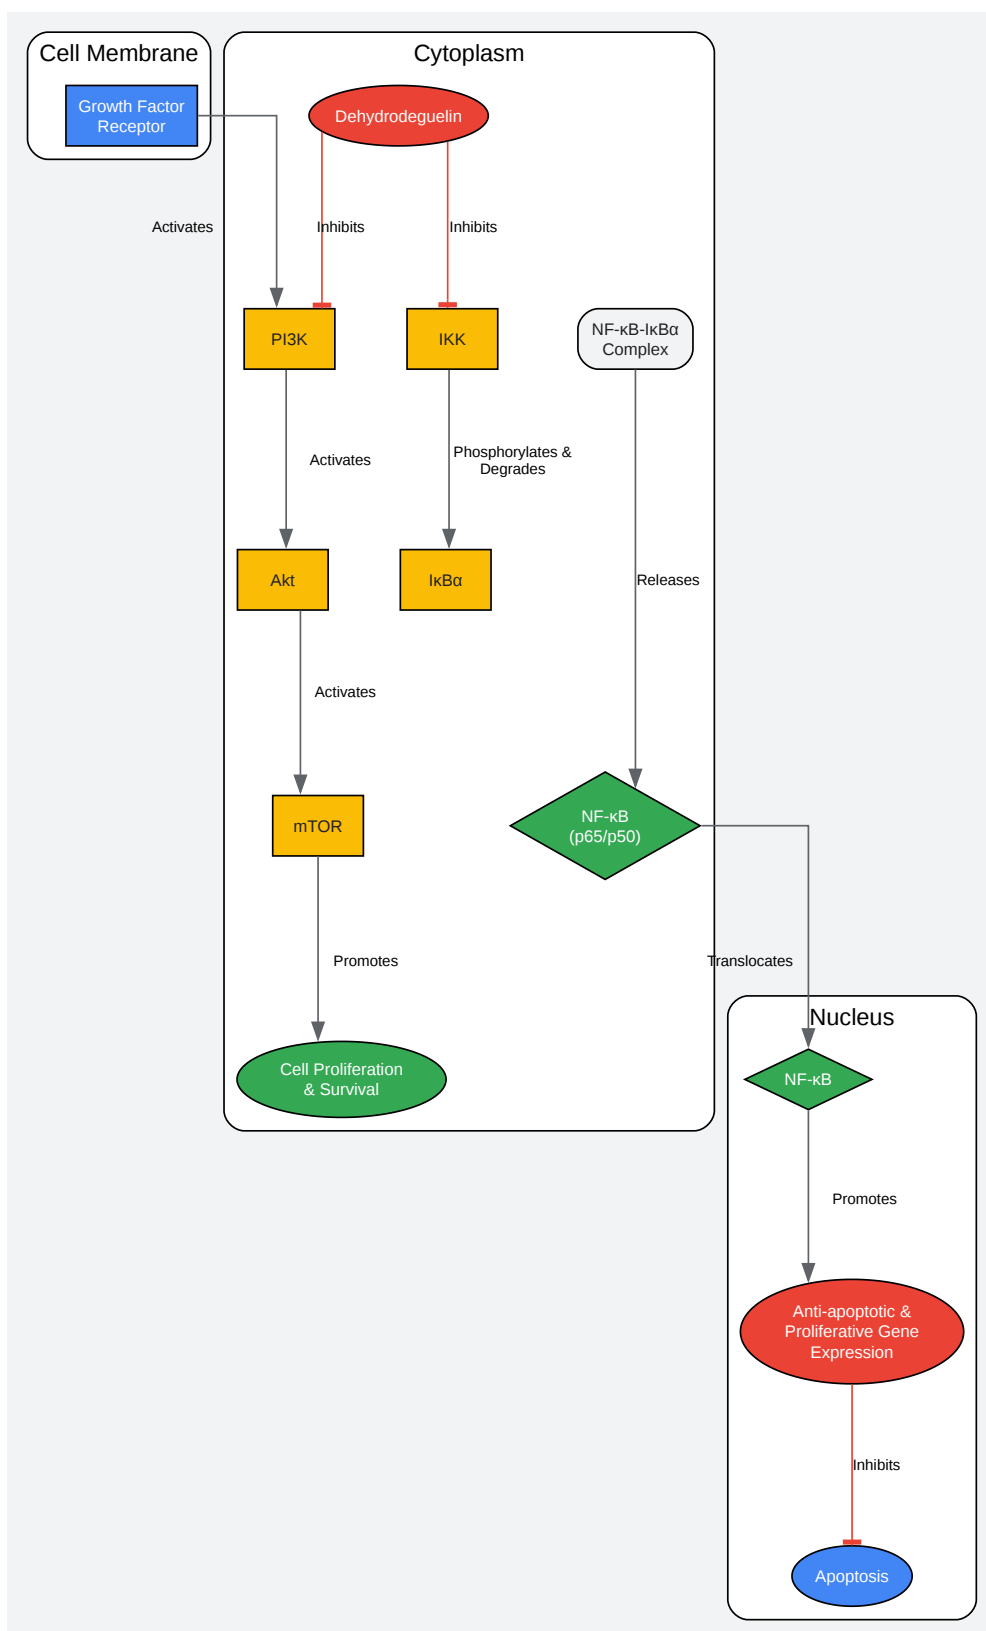 Cell Membrane
Cytoplasm
Growth Factor
Receptor
Dehydrodeguelin
Activates
Inhibits
Inhibits
PI3K
IKK
NF-κB-IκBα
Complex
Activates
Phosphorylates &
Degrades
Akt
IκBα
Releases
Activates
mTOR
NF-κB
(p65/p50)
Promotes
Translocates
Nucleus
Cell Proliferation
& Survival
NF-κB
Promotes
Anti-apoptotic &
Proliferative Gene
Expression
Inhibits
Apoptosis